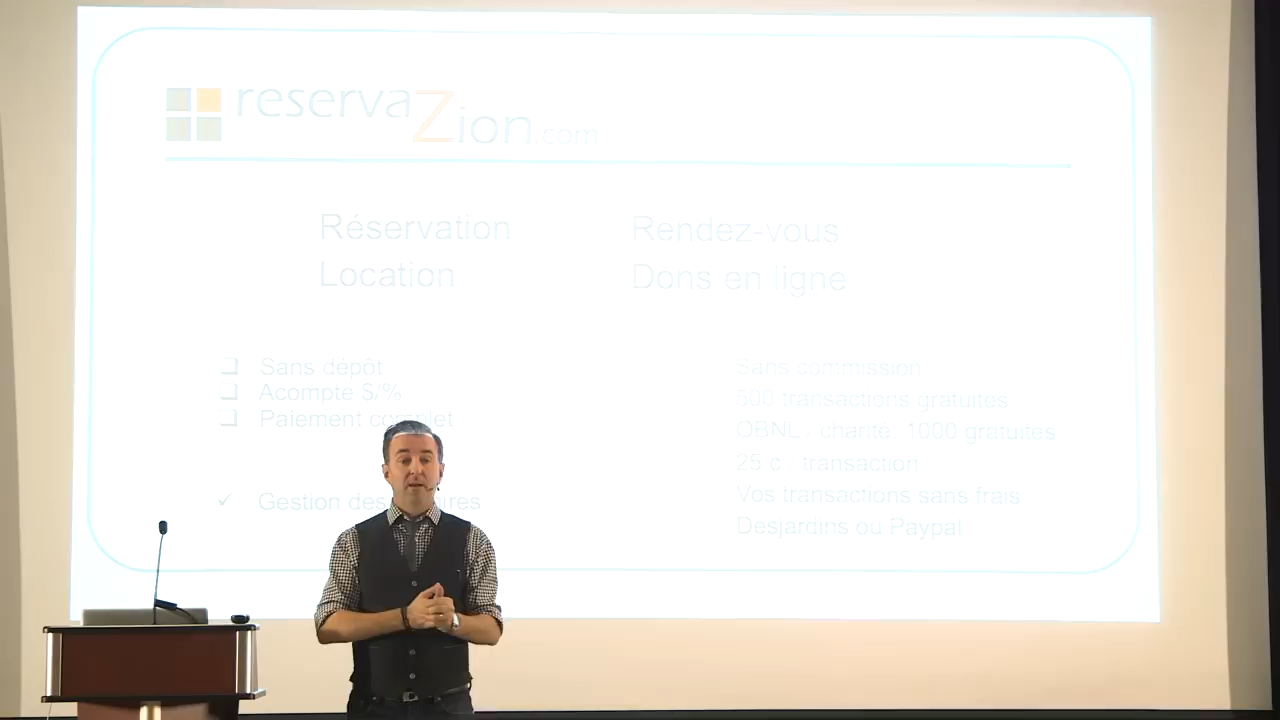 reservaZion.com
Réservation
Location
Rendez-vous
Dons en ligne
Sans dépôt
Acompte $/%
Paiement complet
Gestion des
Sans commission
500 transactions gratuites
OBNL , charité: 1000 gratuites
25 c , transaction
Vos transactions sans frais
Desjardins ou Paypal